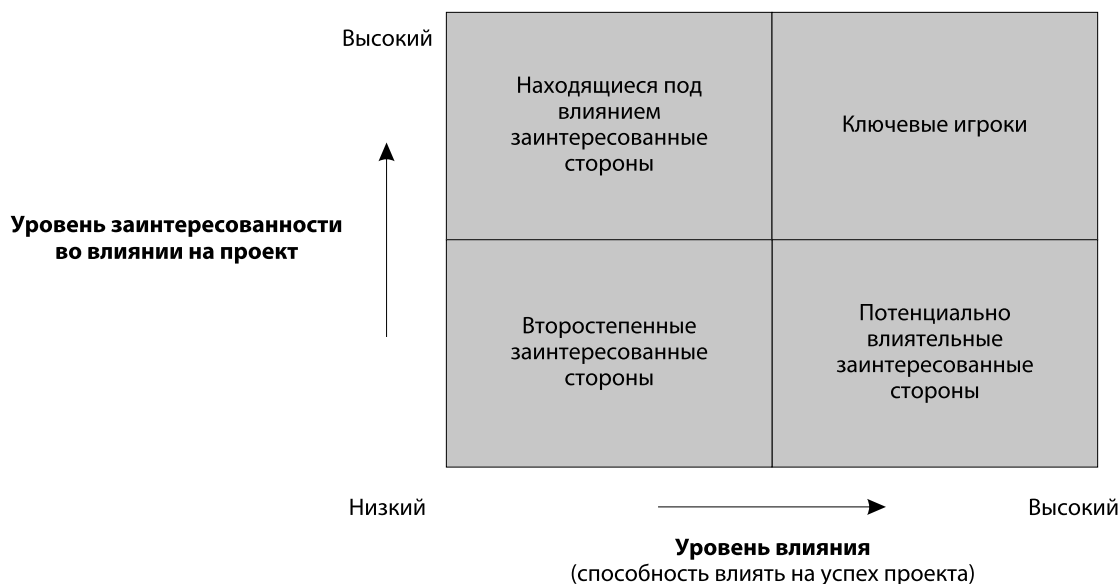 Высокий
Находящиеся под
влиянием
заинтересованные
стороны
Ключевые игроки
Уровень заинтересованности
во влиянии на проект
Второстепенные
заинтересованные
стороны
Потенциально
влиятельные
заинтересованные
стороны
Низкий
Высокий
Уровень влияния
(способность влиять на успех проекта)